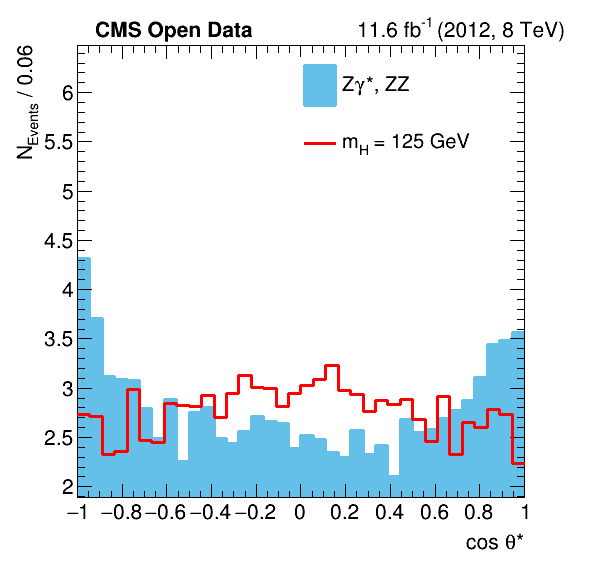 CMS Open Data 11.6 fb⁻¹ (2012, 8 TeV)
N_Events / 0.06
Zγ*, ZZ
m_H = 125 GeV
6
5.5
5
4.5
4
3.5
3
2.5
2
−1 −0.8 −0.6 −0.4 −0.2 0 0.2 0.4 0.6 0.8 1
cos θ*